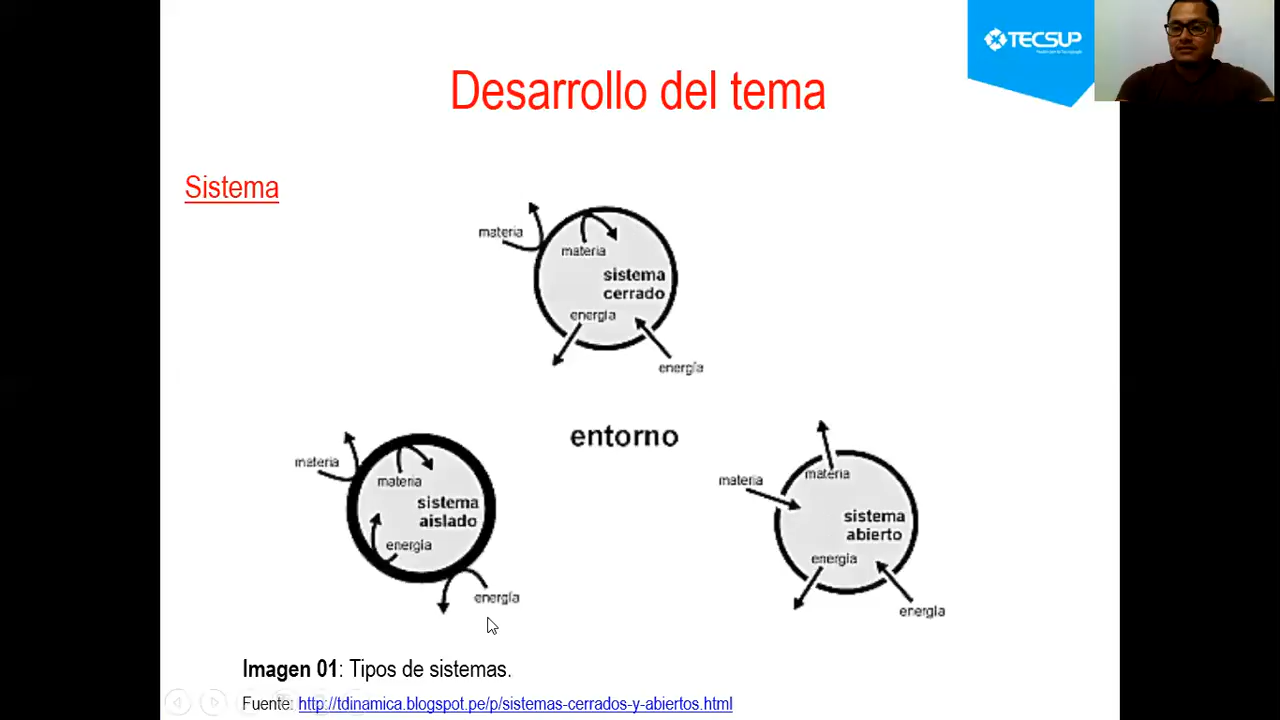 TECSUP
Desarrollo del tema
Sistema
materia
materia
sistema
cerrado
energía
energía
entorno
materia
materia
sistema
aislado
energía
energía
materia
materia
sistema
abierto
energía
energía
Imagen 01: Tipos de sistemas.
Fuente: http://tdinamica.blogspot.pe/p/sistemas-cerrados-y-abiertos.html